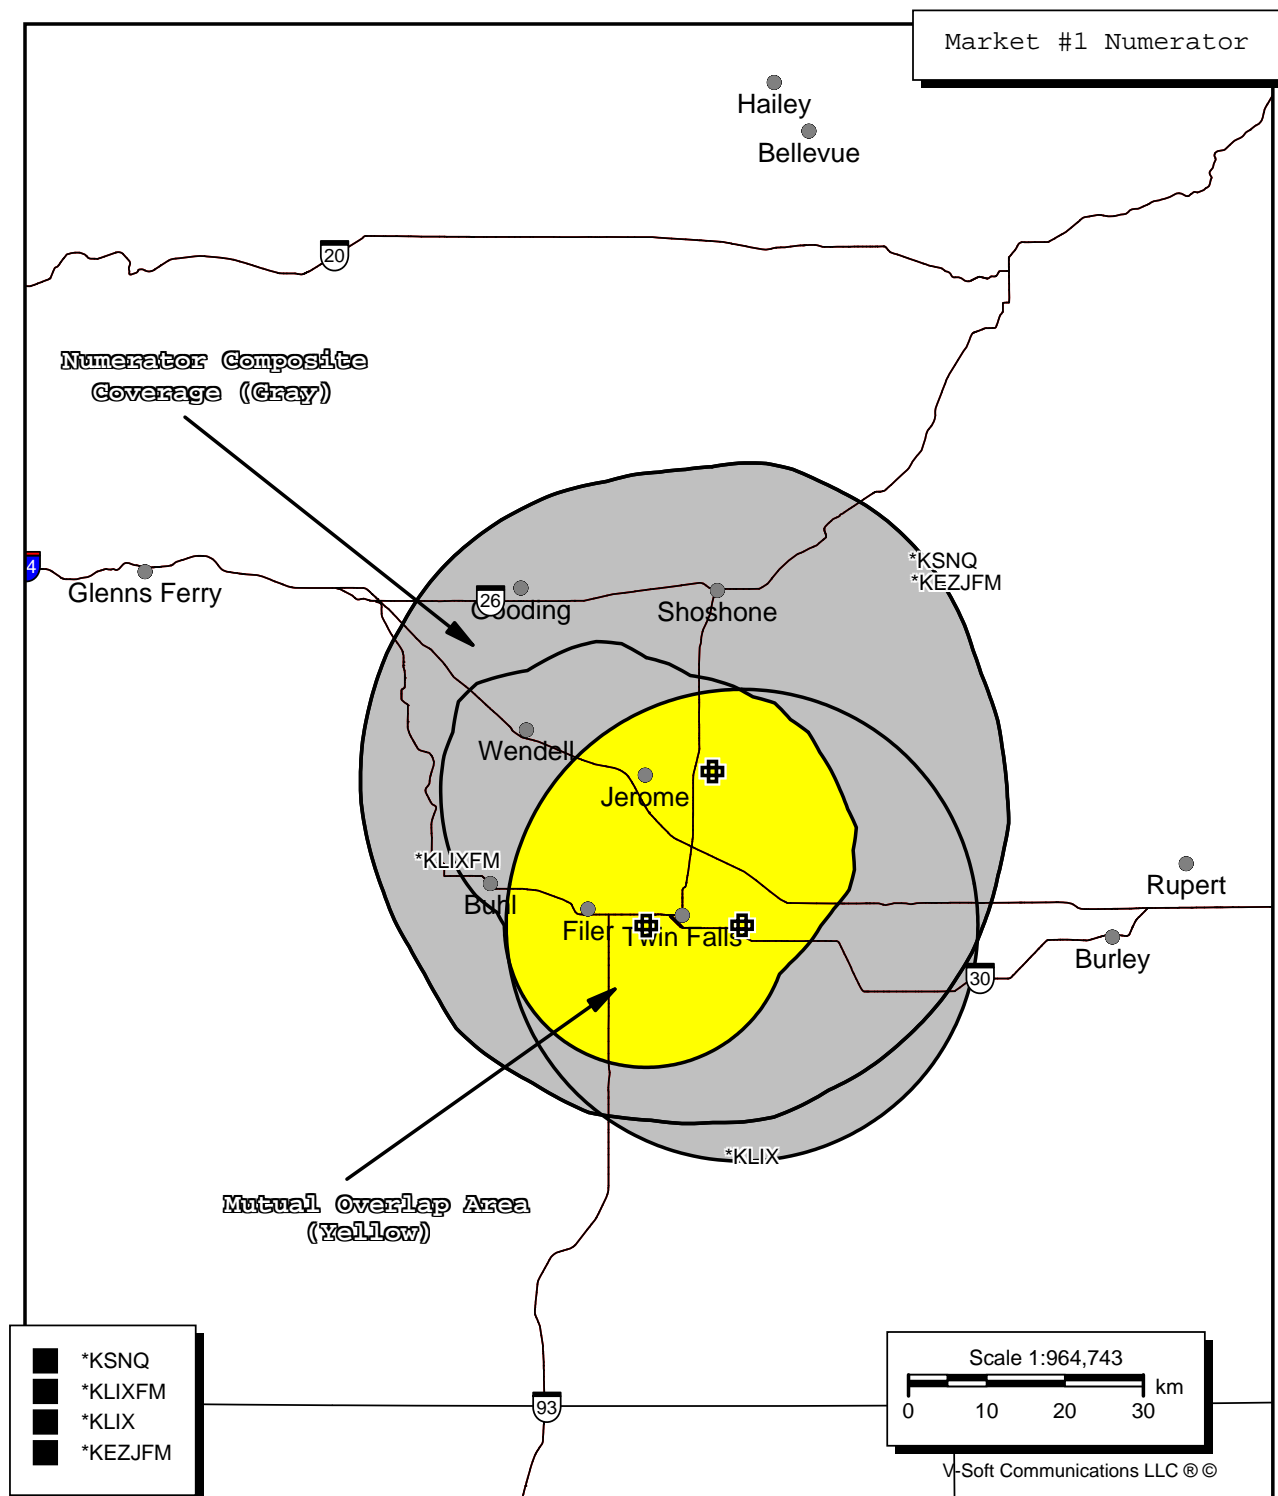 Market #1 Numerator
Hailey
Bellevue
20
Numerator Composite
Coverage (Gray)
*KSNQ
*KEZJFM
4
Glenns Ferry
26
Gooding
Shoshone
Wendell
Jerome
*KLIXFM
Buhl
Rupert
Filer
Twin Falls
Burley
30
*KLIX
Mutual Overlap Area
(Yellow)
*KSNQ
*KLIXFM
*KLIX
*KEZJFM
93
Scale 1:964,743
km
0 10 20 30
V-Soft Communications LLC ® ©